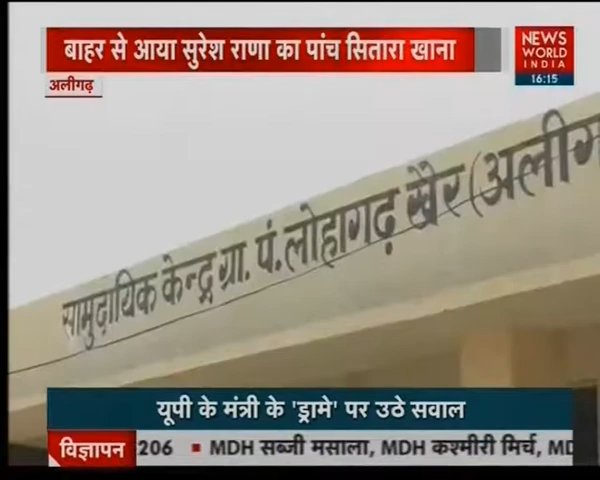 बाहर से आया सुरेश राणा का पांच सितारा खाना
NEWS
WORLD
INDIA
16:15
अलीगढ़
सामुदायिक केन्द्र ग्रा. पं. लोहागढ़ खैर (अलीग
यूपी के मंत्री के 'ड्रामे' पर उठे सवाल
विज्ञापन 206 ▪ MDH सब्जी मसाला, MDH कश्मीरी मिर्च, MD